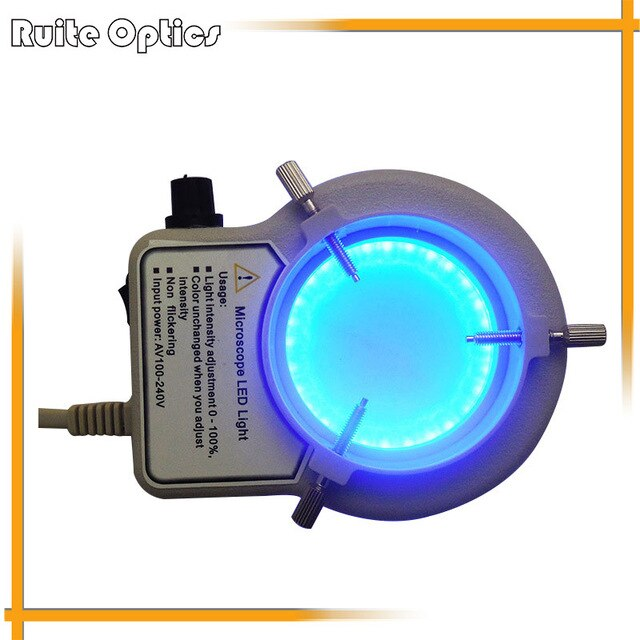 Ruite Optics
Microscope LED Light
Usage:
■ Light intensity adjustment 0 - 100%,
■ Color unchanged when you adjust
intensity
■ Non flickering
■ Input power: AV100-240V